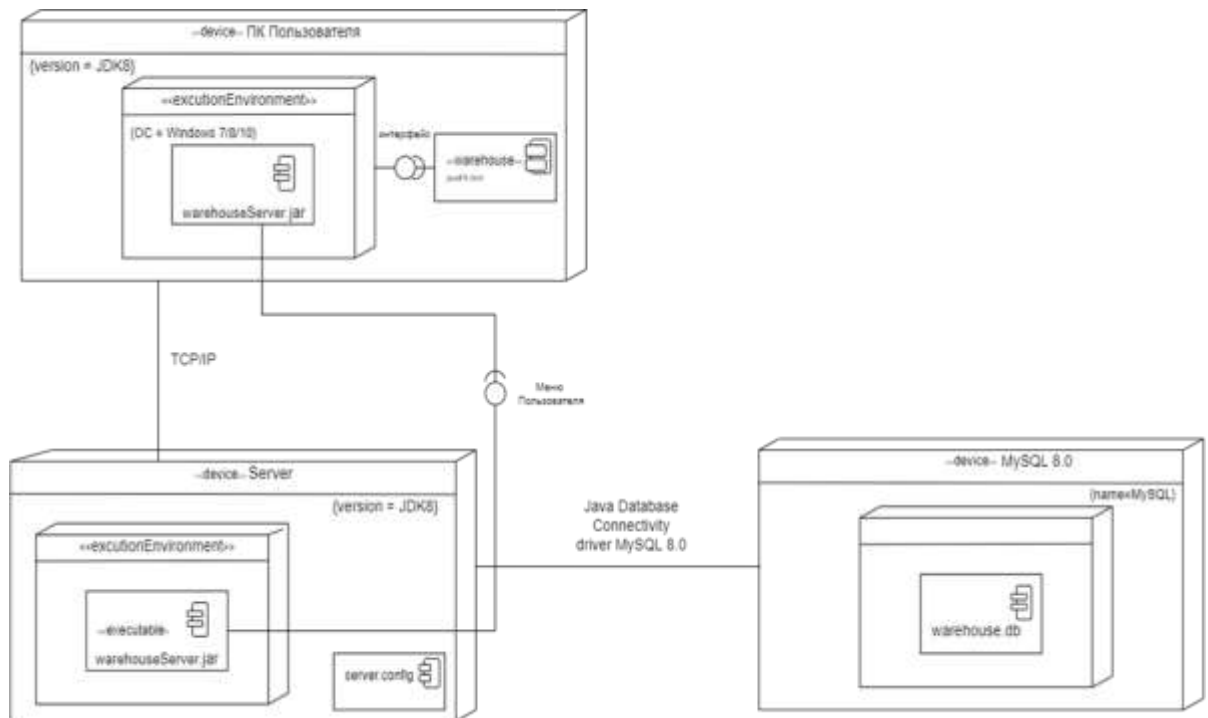 --device-- ПК Пользователя
{version = JDK8}
<<excutionEnvironment>>
{ОС = Windows 7/8/10}
warehouseServer.jar
интерфейс
--warehouse--
TCP/IP
Меню
Пользователя
--device-- Server
{version = JDK8}
<<excutionEnvironment>>
--executable--
warehouseServer.jar
server.config
Java Database
Connectivity
driver MySQL 8.0
--device-- MySQL 8.0
{name=MySQL}
warehouse.db